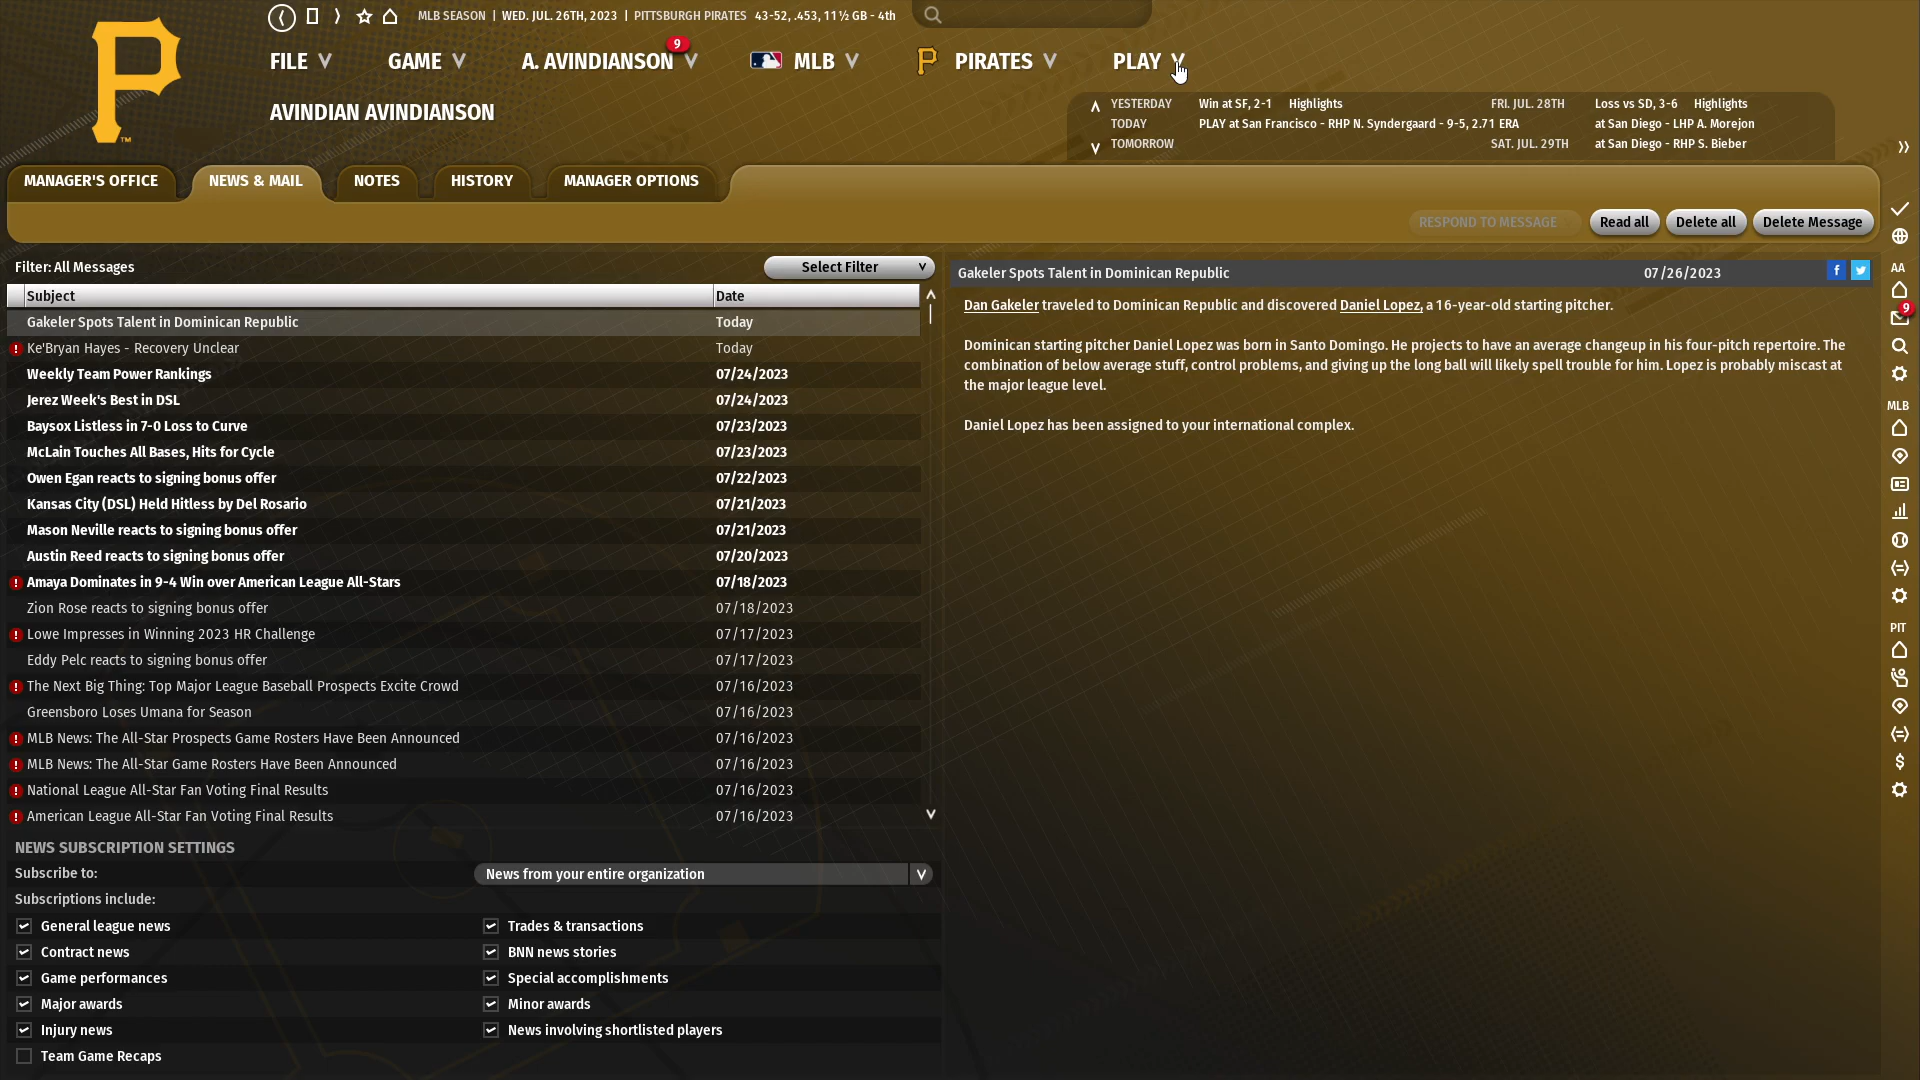 MLB SEASON | WED. JUL. 26TH, 2023 | PITTSBURGH PIRATES 43-52, .453, 11½ GB - 4th
P
TM
FILE GAME A. AVINDIANSON 9 MLB PIRATES PLAY
AVINDIAN AVINDIANSON
YESTERDAY Win at SF, 2-1 Highlights FRI. JUL. 28TH Loss vs SD, 3-6 Highlights
TODAY PLAY at San Francisco - RHP N. Syndergaard - 9-5, 2.71 ERA at San Diego - LHP A. Morejon
TOMORROW SAT. JUL. 29TH at San Diego - RHP S. Bieber
MANAGER'S OFFICE NEWS & MAIL NOTES HISTORY MANAGER OPTIONS
RESPOND TO MESSAGE Read all Delete all Delete Message
Filter: All Messages Select Filter
Subject Date
Gakeler Spots Talent in Dominican Republic Today
Ke'Bryan Hayes - Recovery Unclear Today
Weekly Team Power Rankings 07/24/2023
Jerez Week's Best in DSL 07/24/2023
Baysox Listless in 7-0 Loss to Curve 07/23/2023
McLain Touches All Bases, Hits for Cycle 07/23/2023
Owen Egan reacts to signing bonus offer 07/22/2023
Kansas City (DSL) Held Hitless by Del Rosario 07/21/2023
Mason Neville reacts to signing bonus offer 07/21/2023
Austin Reed reacts to signing bonus offer 07/20/2023
Amaya Dominates in 9-4 Win over American League All-Stars 07/18/2023
Zion Rose reacts to signing bonus offer 07/18/2023
Lowe Impresses in Winning 2023 HR Challenge 07/17/2023
Eddy Pelc reacts to signing bonus offer 07/17/2023
The Next Big Thing: Top Major League Baseball Prospects Excite Crowd 07/16/2023
Greensboro Loses Umana for Season 07/16/2023
MLB News: The All-Star Prospects Game Rosters Have Been Announced 07/16/2023
MLB News: The All-Star Game Rosters Have Been Announced 07/16/2023
National League All-Star Fan Voting Final Results 07/16/2023
American League All-Star Fan Voting Final Results 07/16/2023
NEWS SUBSCRIPTION SETTINGS
Subscribe to: News from your entire organization
Subscriptions include:
General league news Trades & transactions
Contract news BNN news stories
Game performances Special accomplishments
Major awards Minor awards
Injury news News involving shortlisted players
Team Game Recaps
Gakeler Spots Talent in Dominican Republic 07/26/2023
Dan Gakeler traveled to Dominican Republic and discovered Daniel Lopez, a 16-year-old starting pitcher.
Dominican starting pitcher Daniel Lopez was born in Santo Domingo. He projects to have an average changeup in his four-pitch repertoire. The
combination of below average stuff, control problems, and giving up the long ball will likely spell trouble for him. Lopez is probably miscast at
the major league level.
Daniel Lopez has been assigned to your international complex.
AA
9
MLB
PIT
$